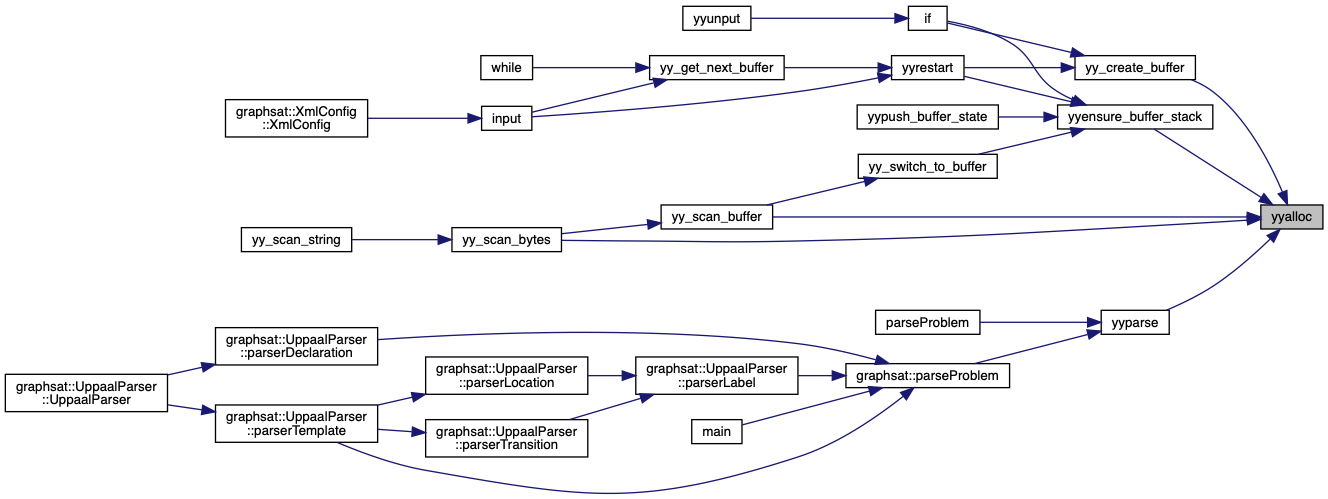 yyunput
if
while
yy_get_next_buffer
yyrestart
yy_create_buffer
graphsat::XmlConfig
::XmlConfig
input
yypush_buffer_state
yyensure_buffer_stack
yy_switch_to_buffer
yy_scan_buffer
yyalloc
yy_scan_string
yy_scan_bytes
parseProblem
yyparse
graphsat::UppaalParser
::parserDeclaration
graphsat::UppaalParser
::UppaalParser
graphsat::UppaalParser
::parserLocation
graphsat::UppaalParser
::parserLabel
graphsat::parseProblem
graphsat::UppaalParser
::parserTemplate
graphsat::UppaalParser
::parserTransition
main